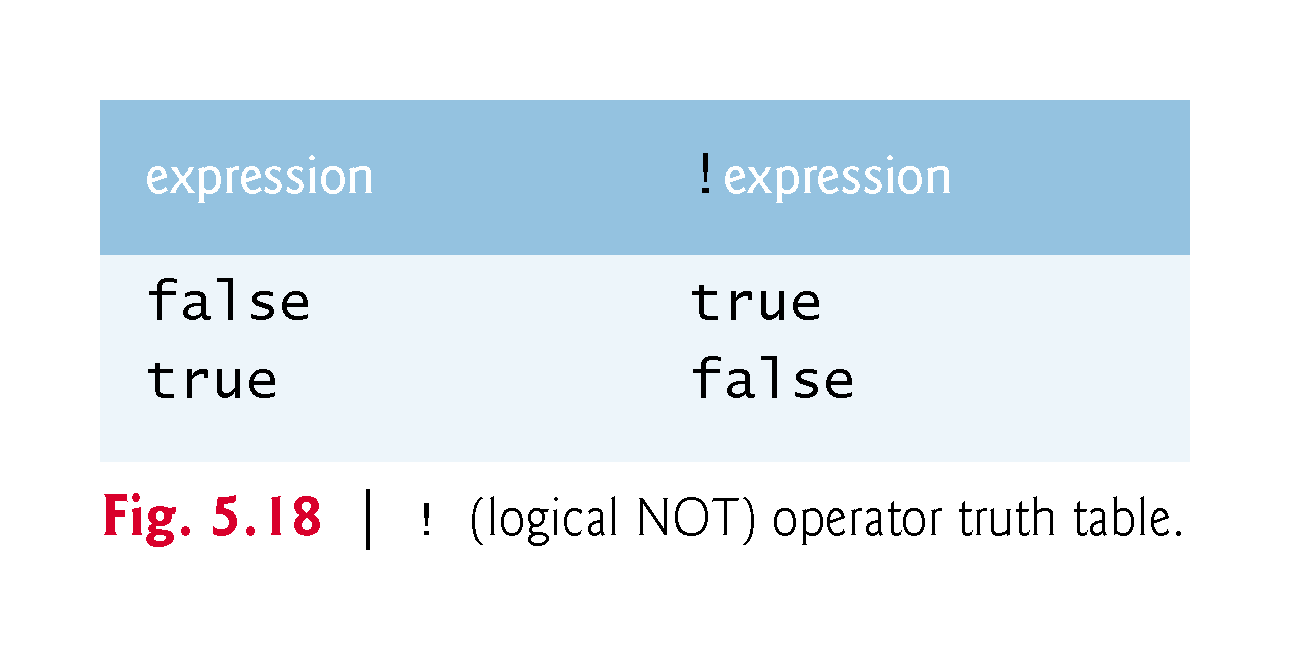 expression !expression
false true
true false
Fig. 5.18 | ! (logical NOT) operator truth table.